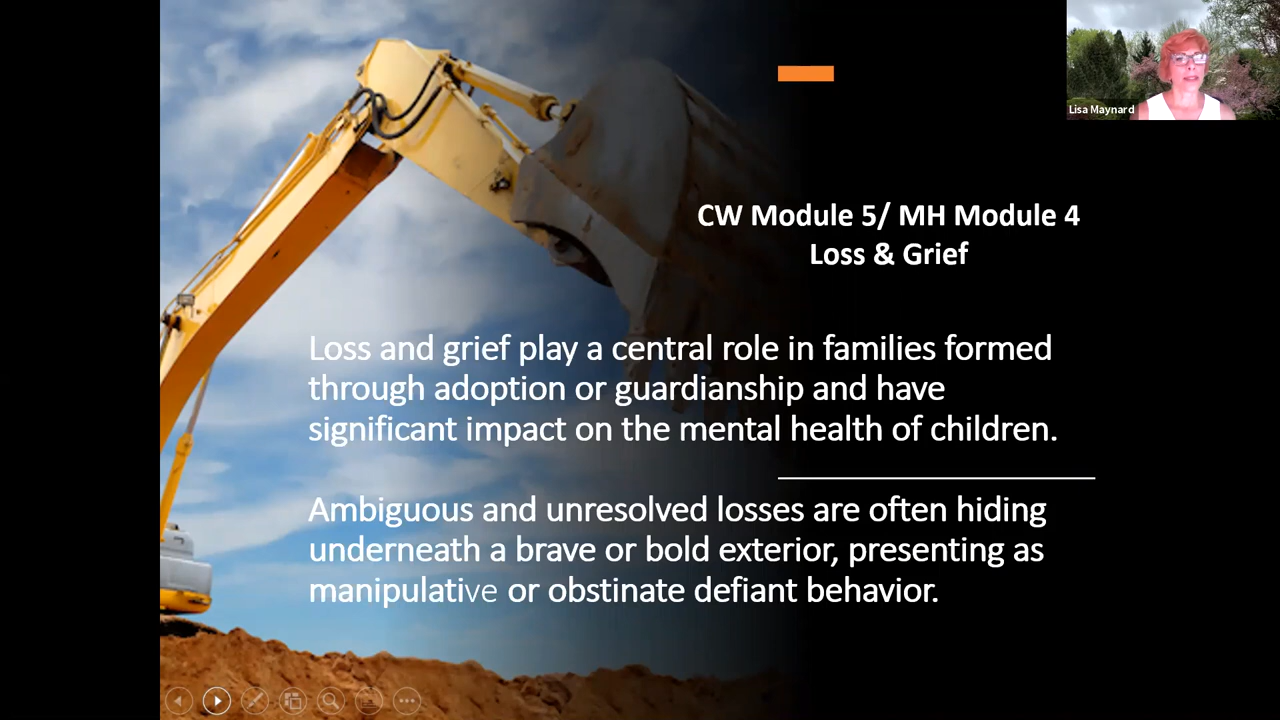 Lisa Maynard
CW Module 5/ MH Module 4
Loss & Grief
Loss and grief play a central role in families formed
through adoption or guardianship and have
significant impact on the mental health of children.
Ambiguous and unresolved losses are often hiding
underneath a brave or bold exterior, presenting as
manipulative or obstinate defiant behavior.